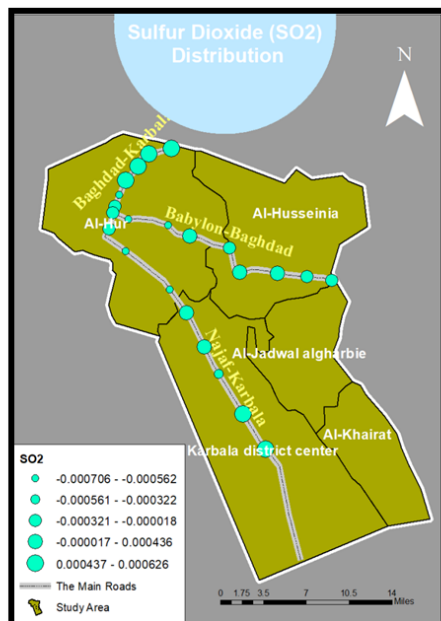 Sulfur Dioxide (SO2)
Distribution
N
Baghdad-Karbala
Al-Husseinia
Al-Hur
Babylon-Baghdad
Najaf-Karbala
Al-Jadwal algharbie
Al-Khairat
Karbala district center
SO2
-0.000706 - -0.000562
-0.000561 - -0.000322
-0.000321 - -0.000018
-0.000017 - 0.000436
0.000437 - 0.000626
The Main Roads
Study Area
0 1.75 3.5 7 10.5 14
Miles